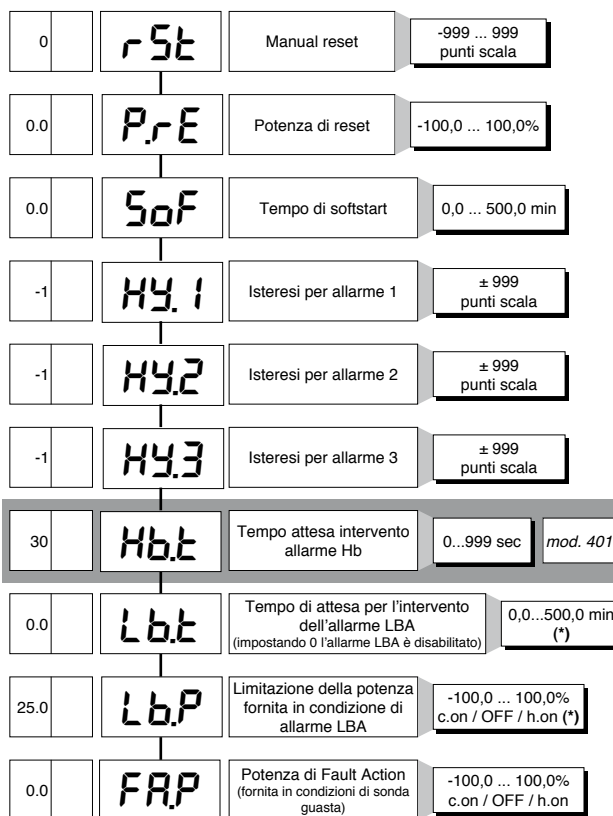 0
rSt
Manual reset
-999 ... 999
punti scala
0.0
P.rE
Potenza di reset
-100,0 ... 100,0%
0.0
SoF
Tempo di softstart
0,0 ... 500,0 min
-1
HY.1
Isteresi per allarme 1
± 999
punti scala
-1
HY.2
Isteresi per allarme 2
± 999
punti scala
-1
HY.3
Isteresi per allarme 3
± 999
punti scala
30
Hb.t
Tempo attesa intervento
allarme Hb
0...999 sec
mod. 401
0.0
Lb.t
Tempo di attesa per l'intervento
dell'allarme LBA
(impostando 0 l'allarme LBA è disabilitato)
0,0...500,0 min
(*)
25.0
Lb.P
Limitazione della potenza
fornita in condizione di
allarme LBA
-100,0 ... 100,0%
c.on / OFF / h.on (*)
0.0
FA.P
Potenza di Fault Action
(fornita in condizioni di sonda
guasta)
-100,0 ... 100,0%
c.on / OFF / h.on